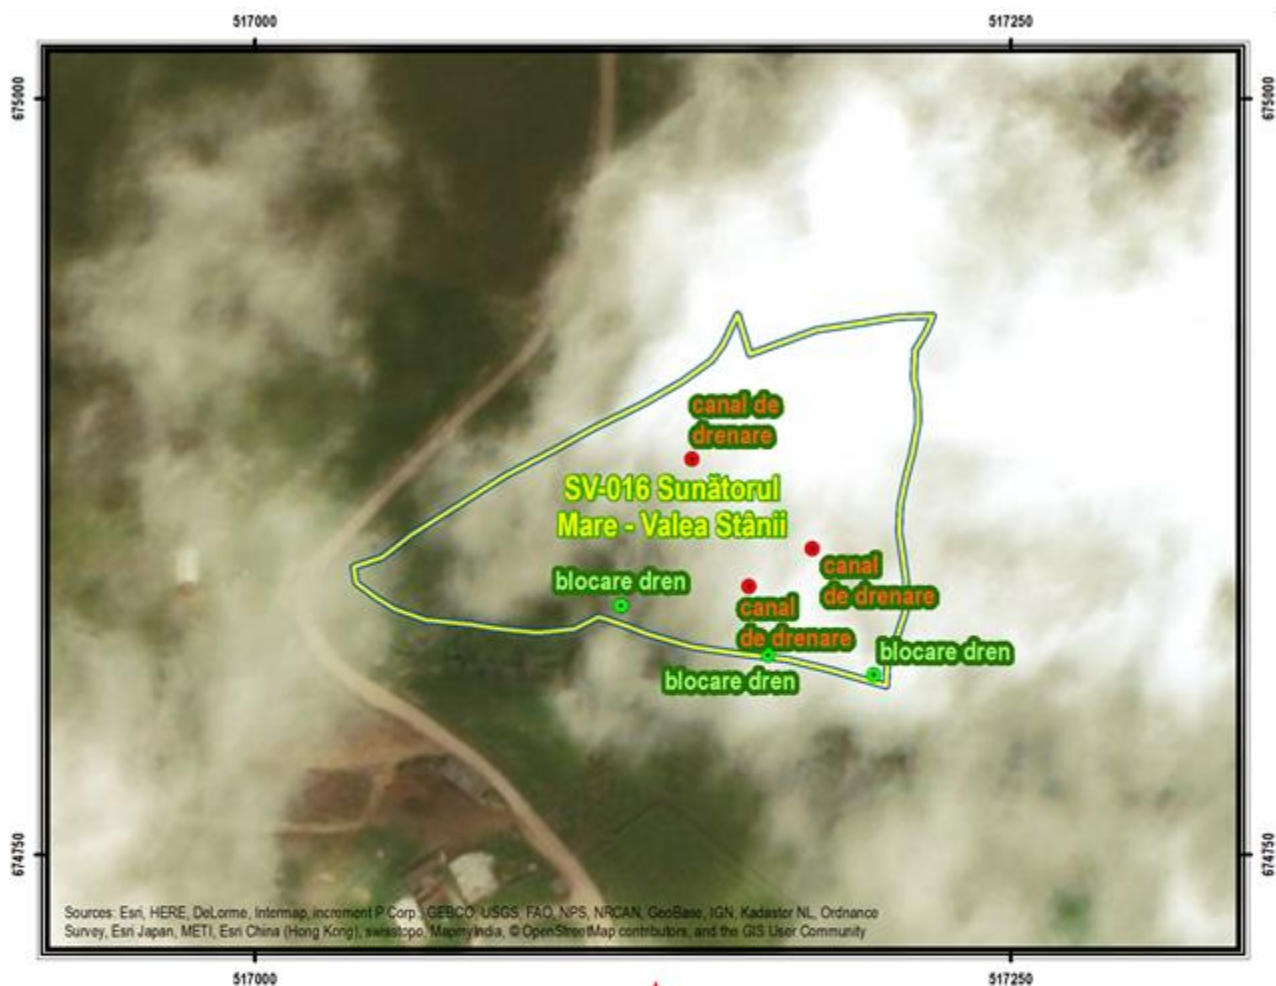 517000
517250
675000
675000
canal de
drenare
SV-016 Sunătorul
Mare - Valea Stânii
canal
de drenare
blocare dren
canal
de drenare
blocare dren
blocare dren
674750
674750
Sources: Esri, HERE, DeLorme, Intermap, increment P Corp., GEBCO, USGS, FAO, NPS, NRCAN, GeoBase, IGN, Kadaster NL, Ordnance
Survey, Esri Japan, METI, Esri China (Hong Kong), swisstopo, MapmyIndia, © OpenStreetMap contributors, and the GIS User Community
517000
517250